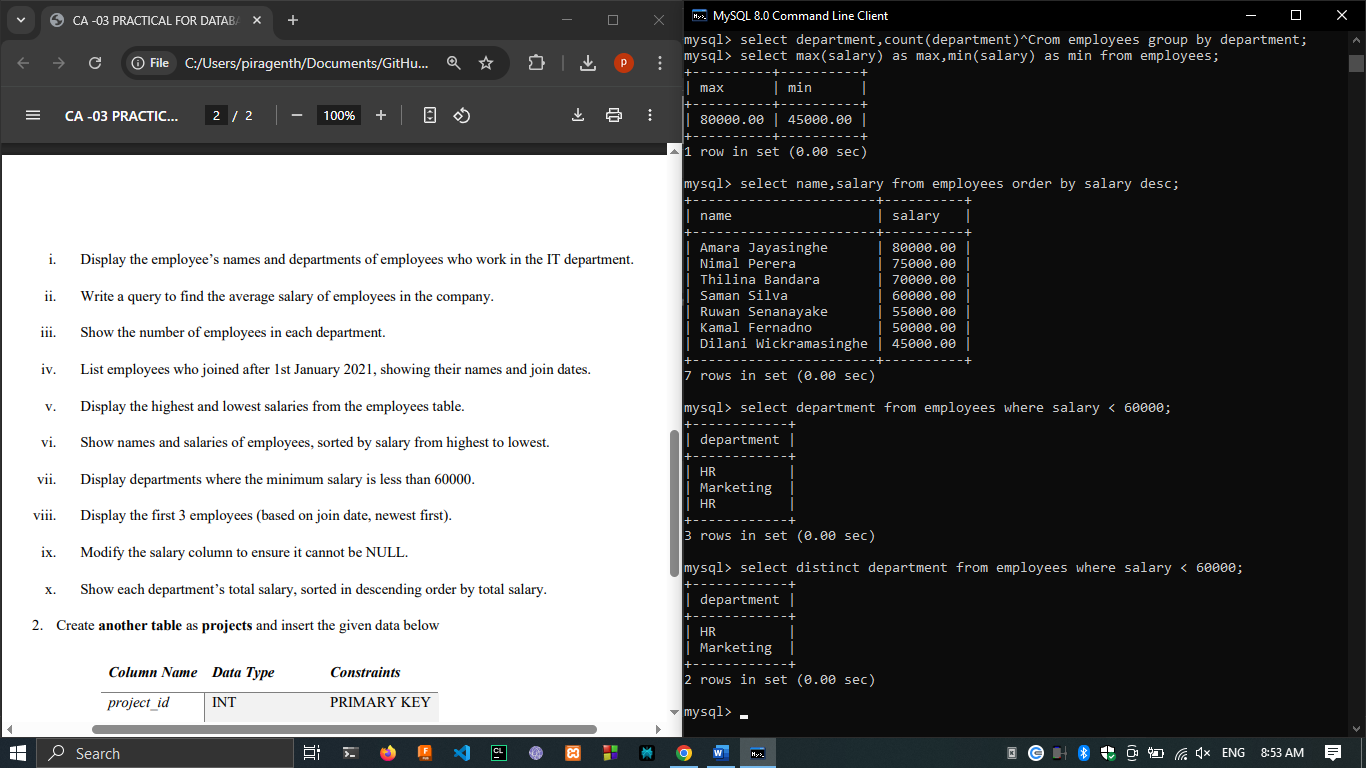 CA -03 PRACTICAL FOR DATABA
File
C:/Users/piragenth/Documents/GitHu...
p
CA -03 PRACTIC...
2 / 2
100%
i. Display the employee’s names and departments of employees who work in the IT department.
ii. Write a query to find the average salary of employees in the company.
iii. Show the number of employees in each department.
iv. List employees who joined after 1st January 2021, showing their names and join dates.
v. Display the highest and lowest salaries from the employees table.
vi. Show names and salaries of employees, sorted by salary from highest to lowest.
vii. Display departments where the minimum salary is less than 60000.
viii. Display the first 3 employees (based on join date, newest first).
ix. Modify the salary column to ensure it cannot be NULL.
x. Show each department’s total salary, sorted in descending order by total salary.
2. Create another table as projects and insert the given data below
Column Name Data Type Constraints
project_id INT PRIMARY KEY
MySQL 8.0 Command Line Client
mysql> select department,count(department)^Crom employees group by department;
mysql> select max(salary) as max,min(salary) as min from employees;
+----------+----------+
| max      | min      |
+----------+----------+
| 80000.00 | 45000.00 |
+----------+----------+
1 row in set (0.00 sec)
mysql> select name,salary from employees order by salary desc;
+-----------------------+----------+
| name                  | salary   |
+-----------------------+----------+
| Amara Jayasinghe      | 80000.00 |
| Nimal Perera          | 75000.00 |
| Thilina Bandara       | 70000.00 |
| Saman Silva           | 60000.00 |
| Ruwan Senanayake      | 55000.00 |
| Kamal Fernadno        | 50000.00 |
| Dilani Wickramasinghe | 45000.00 |
+-----------------------+----------+
7 rows in set (0.00 sec)
mysql> select department from employees where salary < 60000;
+------------+
| department |
+------------+
| HR         |
| Marketing  |
| HR         |
+------------+
3 rows in set (0.00 sec)
mysql> select distinct department from employees where salary < 60000;
+------------+
| department |
+------------+
| HR         |
| Marketing  |
+------------+
2 rows in set (0.00 sec)
mysql>
Search
ENG
8:53 AM